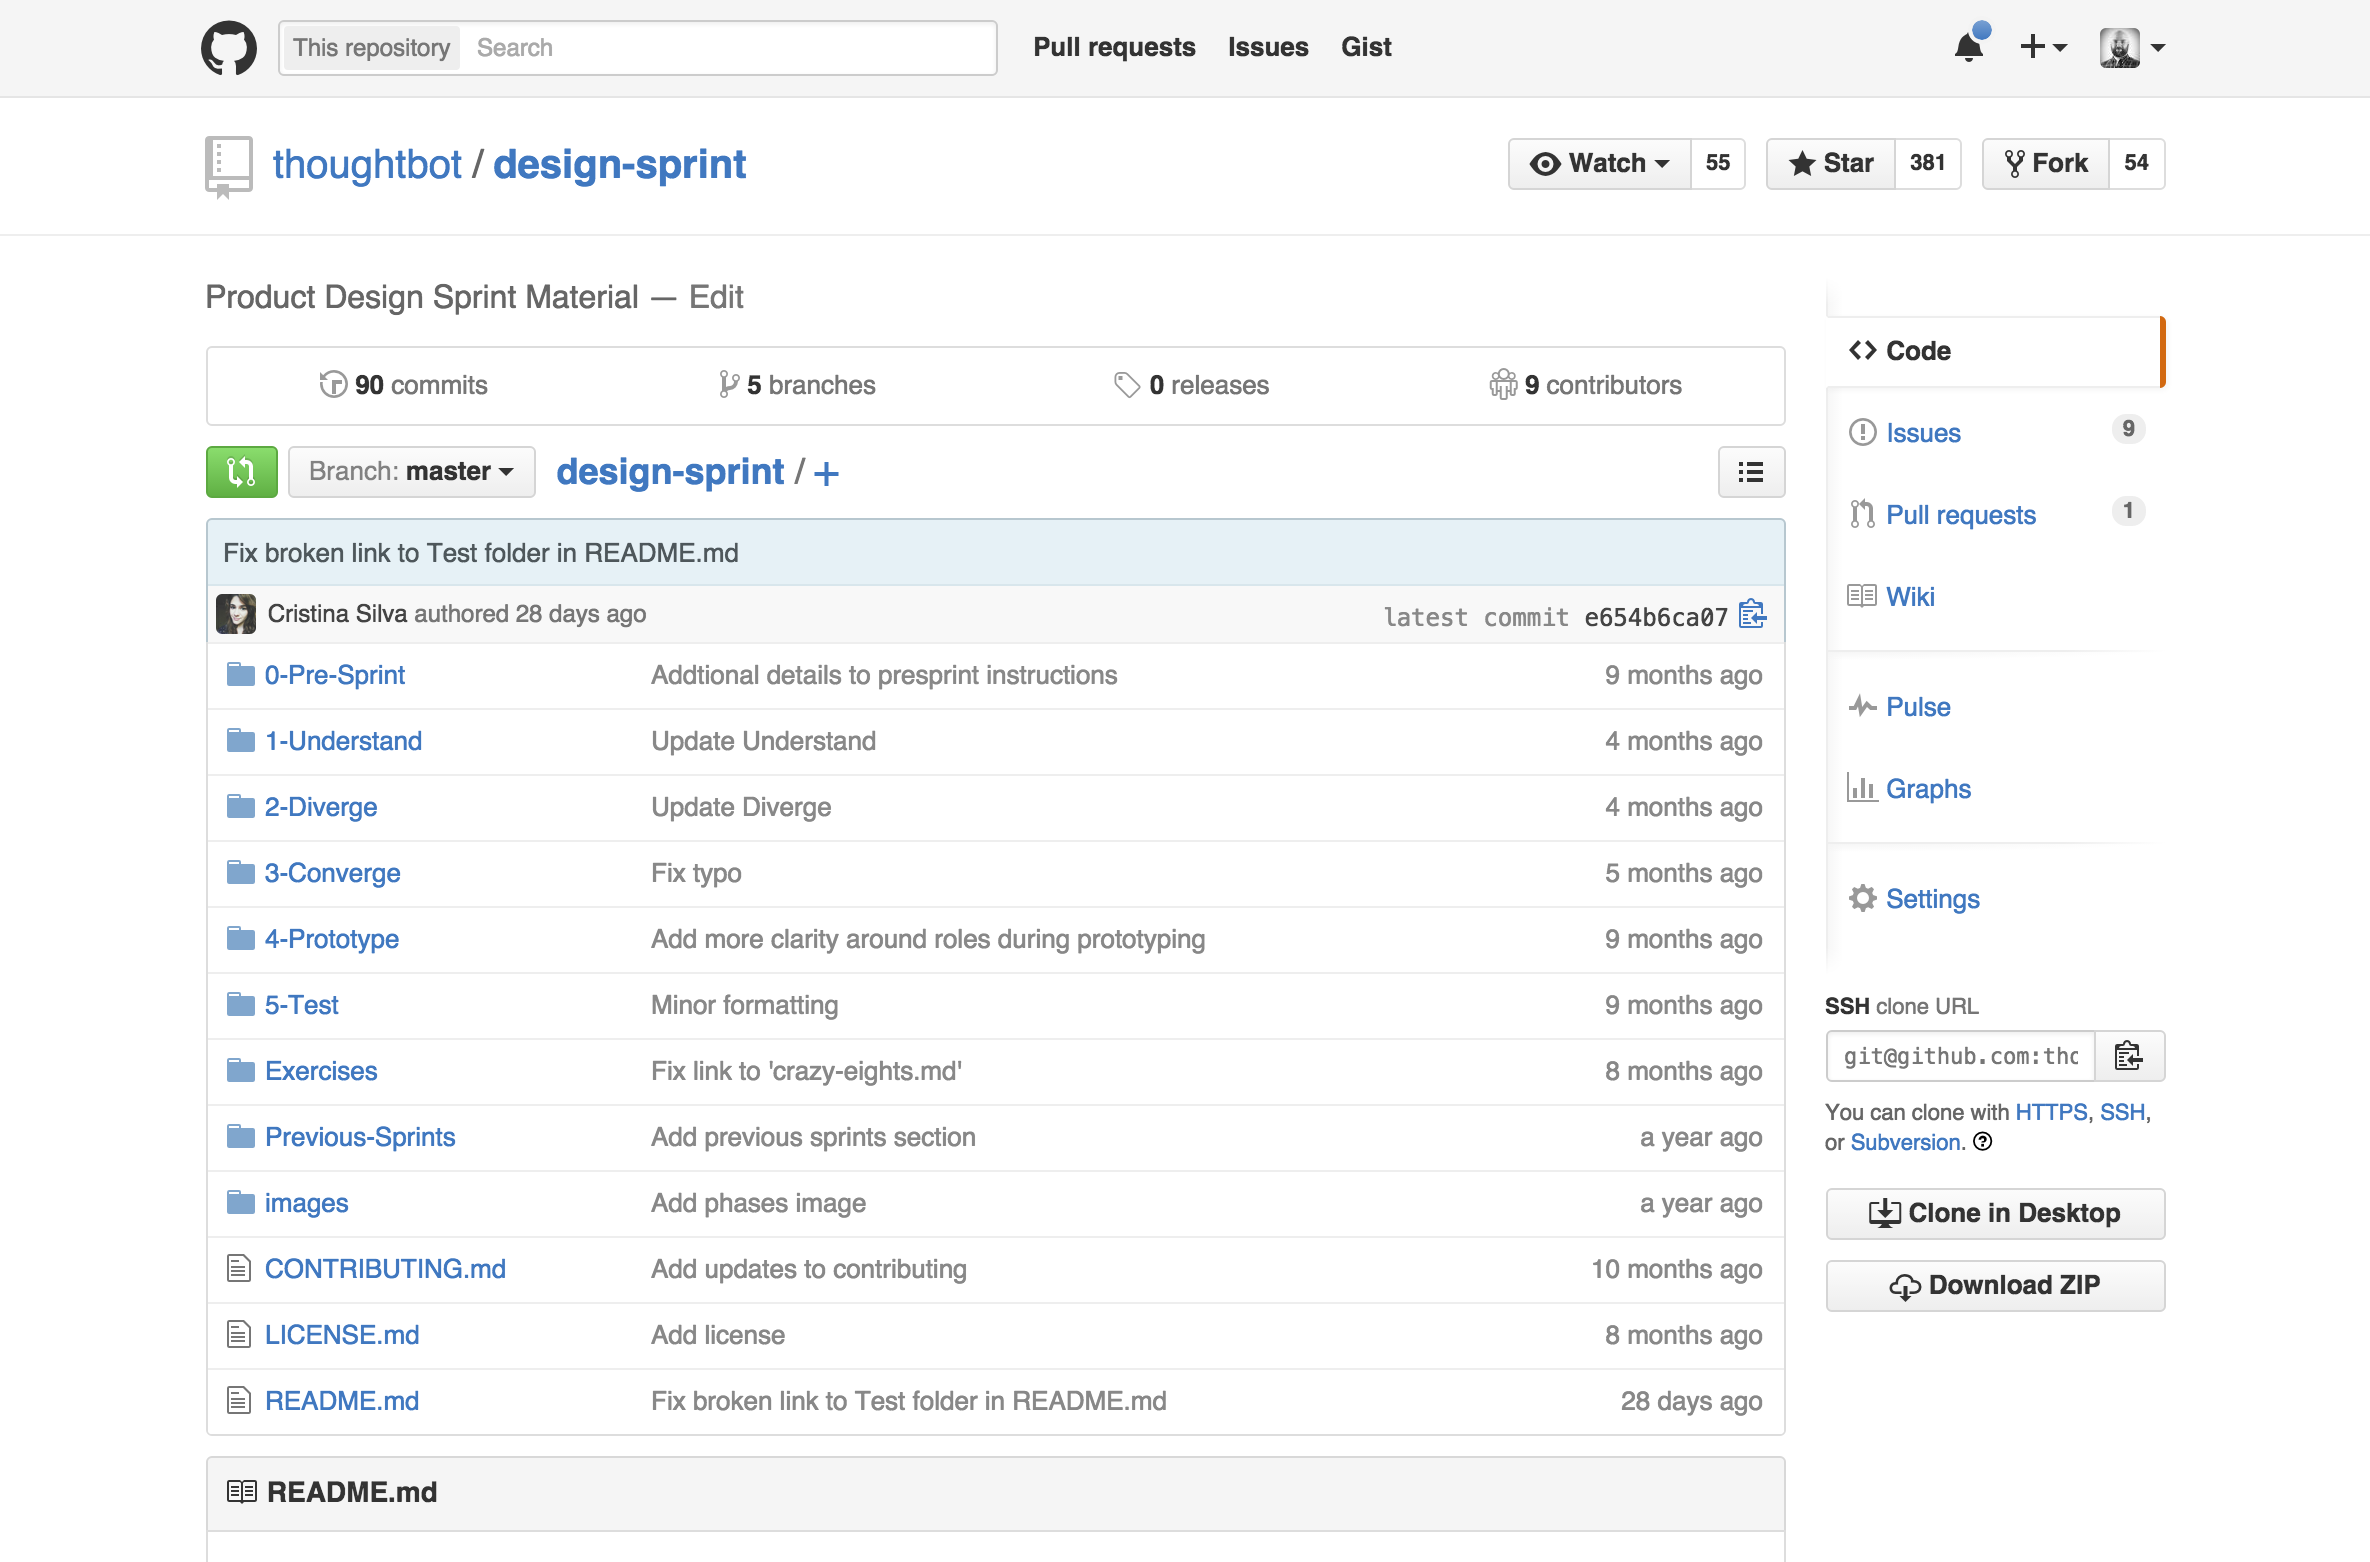 This repository Search Pull requests Issues Gist
thoughtbot / design-sprint Watch 55 Star 381 Fork 54
Product Design Sprint Material — Edit
90 commits 5 branches 0 releases 9 contributors
Branch: master design-sprint / +
Fix broken link to Test folder in README.md
Cristina Silva authored 28 days ago latest commit e654b6ca07
0-Pre-Sprint Addtional details to presprint instructions 9 months ago
1-Understand Update Understand 4 months ago
2-Diverge Update Diverge 4 months ago
3-Converge Fix typo 5 months ago
4-Prototype Add more clarity around roles during prototyping 9 months ago
5-Test Minor formatting 9 months ago
Exercises Fix link to 'crazy-eights.md' 8 months ago
Previous-Sprints Add previous sprints section a year ago
images Add phases image a year ago
CONTRIBUTING.md Add updates to contributing 10 months ago
LICENSE.md Add license 8 months ago
README.md Fix broken link to Test folder in README.md 28 days ago
README.md
Code
Issues 9
Pull requests 1
Wiki
Pulse
Graphs
Settings
SSH clone URL
git@github.com:tho
You can clone with HTTPS, SSH,
or Subversion.
Clone in Desktop
Download ZIP